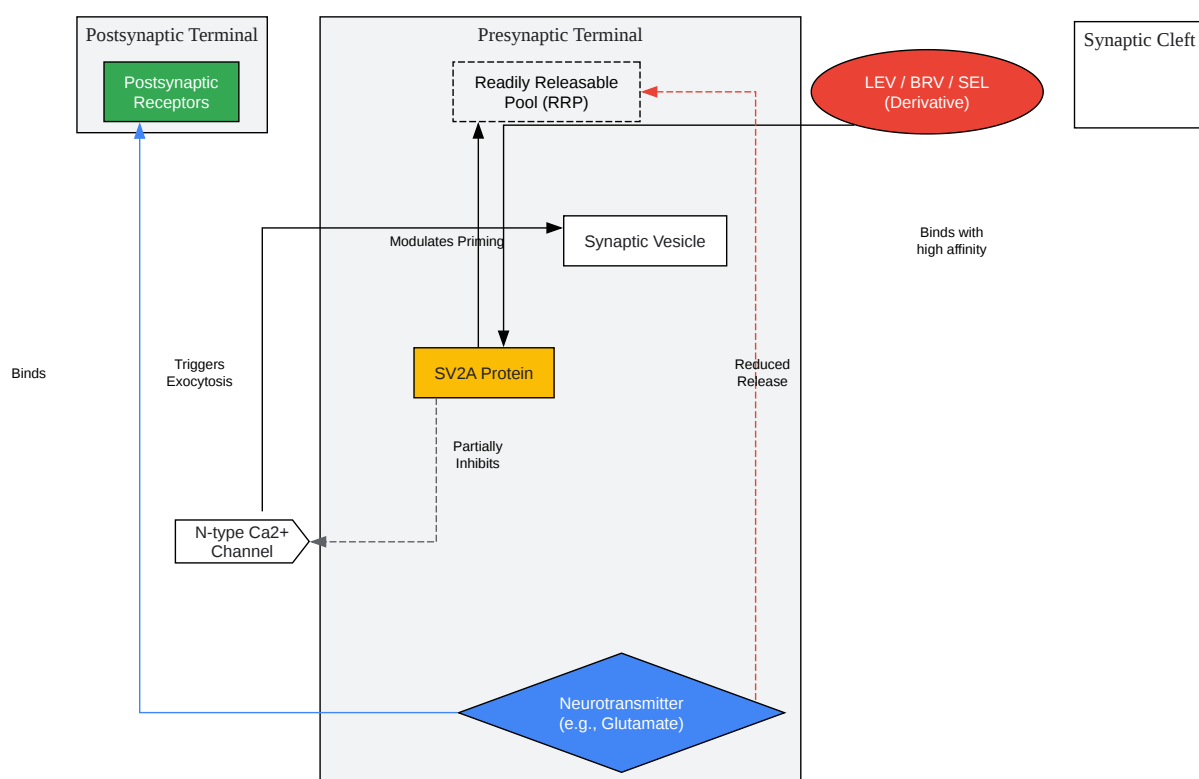 Postsynaptic Terminal
Postsynaptic
Receptors
Presynaptic Terminal
Readily Releasable
Pool (RRP)
LEV / BRV / SEL
(Derivative)
Synaptic Cleft
Modulates Priming
Synaptic Vesicle
Binds with
high affinity
Binds
Triggers
Exocytosis
SV2A Protein
Reduced
Release
Partially
Inhibits
N-type Ca2+
Channel
Neurotransmitter
(e.g., Glutamate)